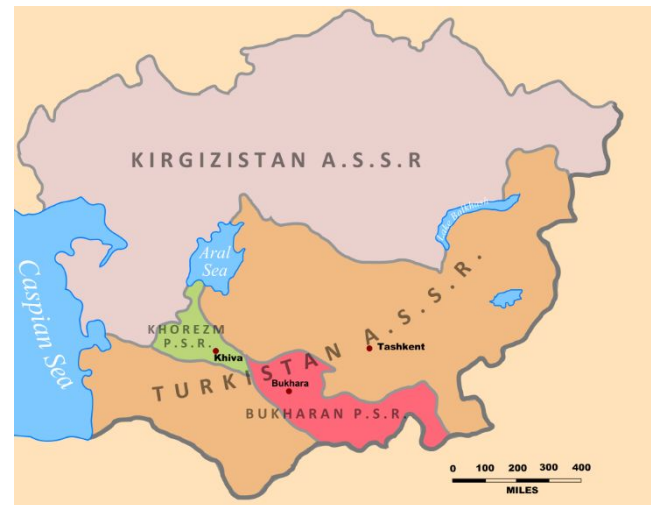 KIRGIZISTAN A.S.S.R
Lake Balkhash
Aral
Sea
Caspian Sea
KHOREZM
P.S.R.
Khiva
TURKISTAN A.S.S.R.
Tashkent
Bukhara
BUKHARAN P.S.R.
0 100 200 300 400
MILES